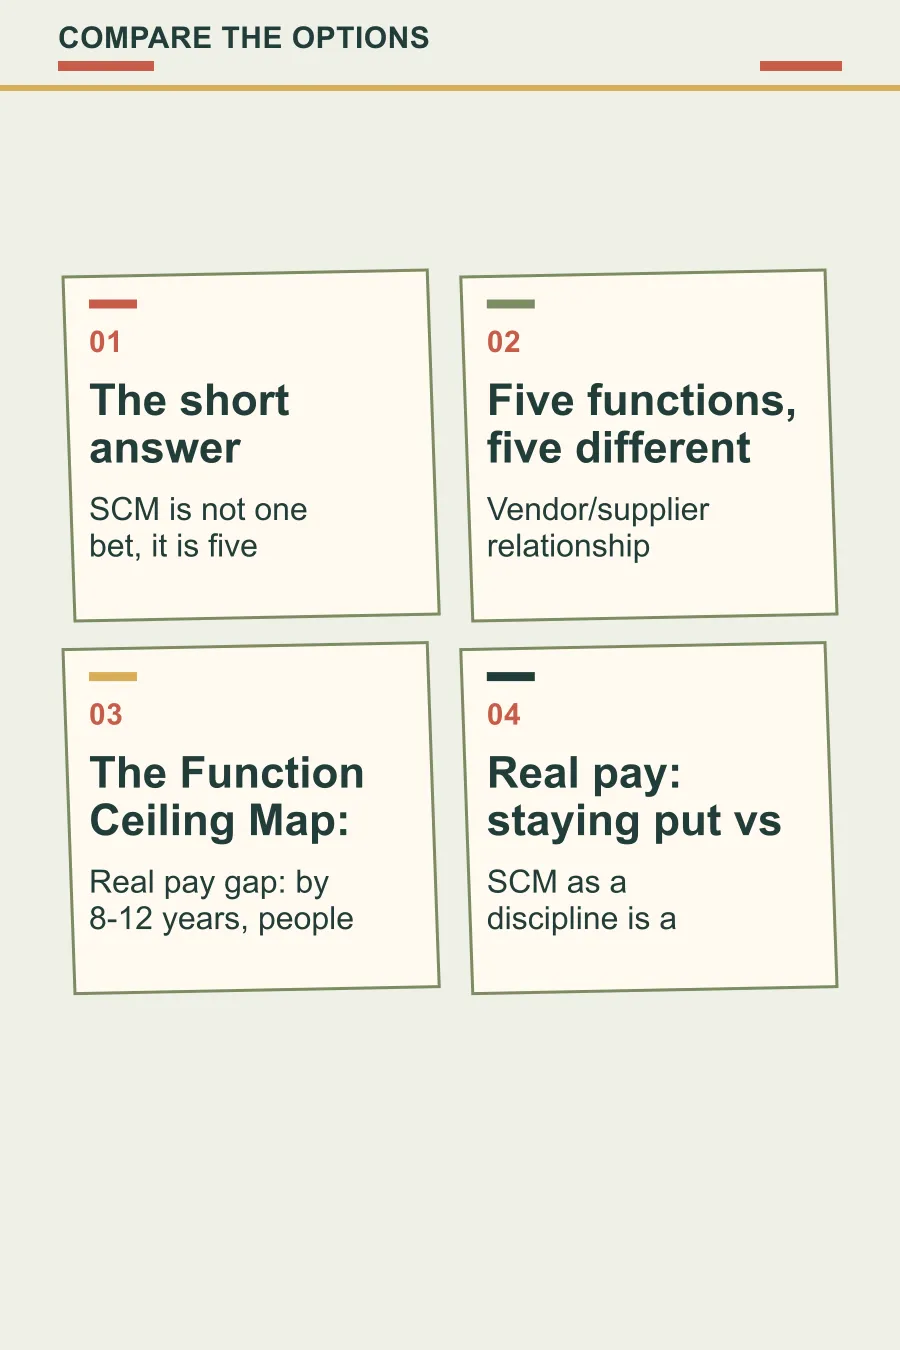 COMPARE THE OPTIONS
01
The short
answer
SCM is not one
bet, it is five
02
Five functions,
five different
Vendor/supplier
relationship
03
The Function
Ceiling Map:
Real pay gap: by
8-12 years, people
04
Real pay:
staying put vs
SCM as a
discipline is a